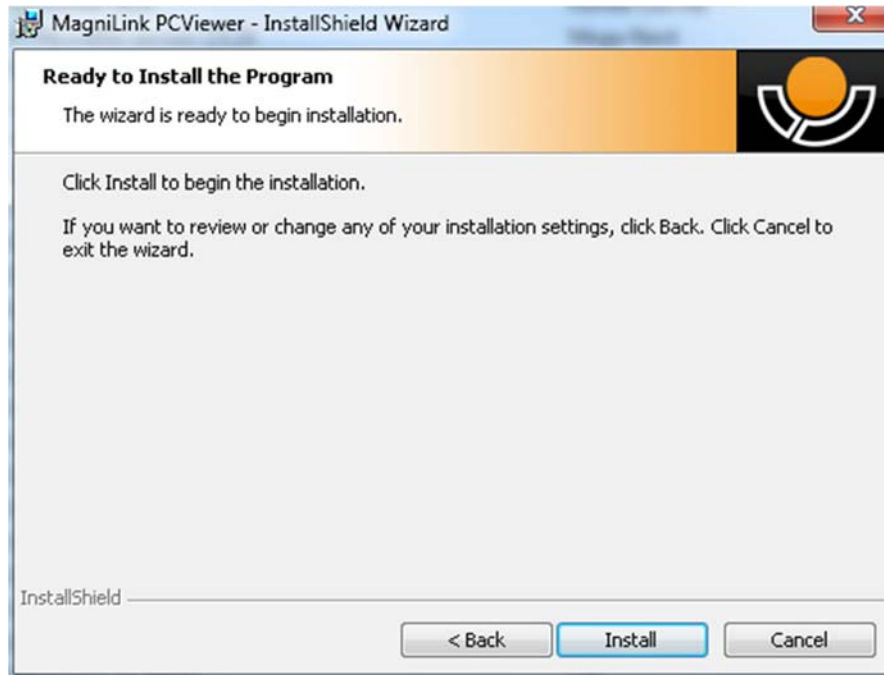 MagniLink PCViewer - InstallShield Wizard
Ready to Install the Program
The wizard is ready to begin installation.
Click Install to begin the installation.
If you want to review or change any of your installation settings, click Back. Click Cancel to
exit the wizard.
InstallShield
< Back
Install
Cancel